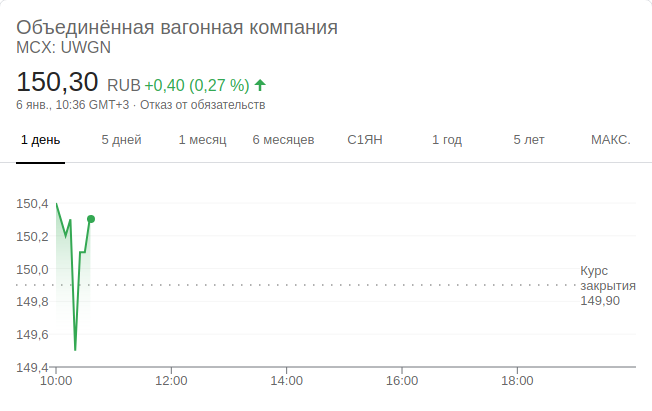 Объединённая вагонная компания
MCX: UWGN
150,30 RUB +0,40 (0,27 %)
6 янв., 10:36 GMT+3 · Отказ от обязательств
1 день 5 дней 1 месяц 6 месяцев С1ЯН 1 год 5 лет МАКС.
150,4
150,2
150,0
149,8
149,6
149,4
Курс
закрытия
149,90
10:00 12:00 14:00 16:00 18:00